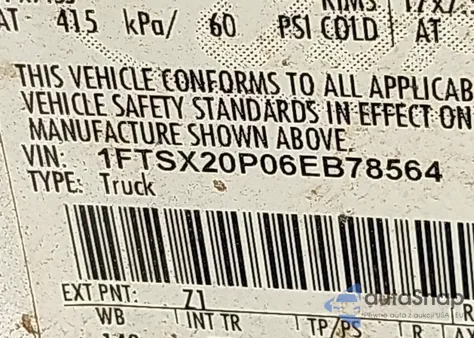 AT 415 kPa/ 60 PSI COLD AT
THIS VEHICLE CONFORMS TO ALL APPLICAB
VEHICLE SAFETY STANDARDS IN EFFECT ON
MANUFACTURE SHOWN ABOVE.
VIN: 1FTSX20P06EB78564
TYPE: Truck
EXT PNT: Z1
WB INT TR TP/PS R
autaSnap